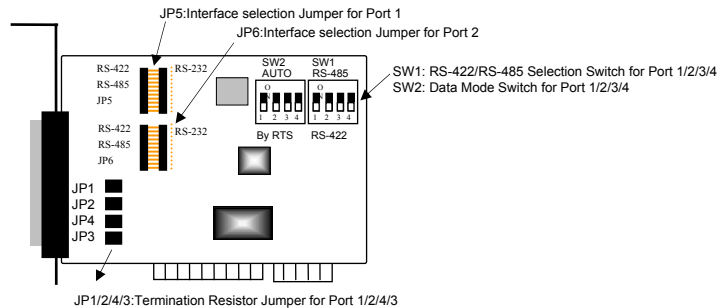 JP5:Interface selection Jumper for Port 1
JP6:Interface selection Jumper for Port 2
RS-422
RS-485
JP5
RS-232
SW2
AUTO
SW1
RS-485
SW1: RS-422/RS-485 Selection Switch for Port 1/2/3/4
SW2: Data Mode Switch for Port 1/2/3/4
O
N
1 2 3 4
O
N
1 2 3 4
RS-422
RS-485
JP6
RS-232
By RTS
RS-422
JP1
JP2
JP4
JP3
JP1/2/4/3:Termination Resistor Jumper for Port 1/2/4/3